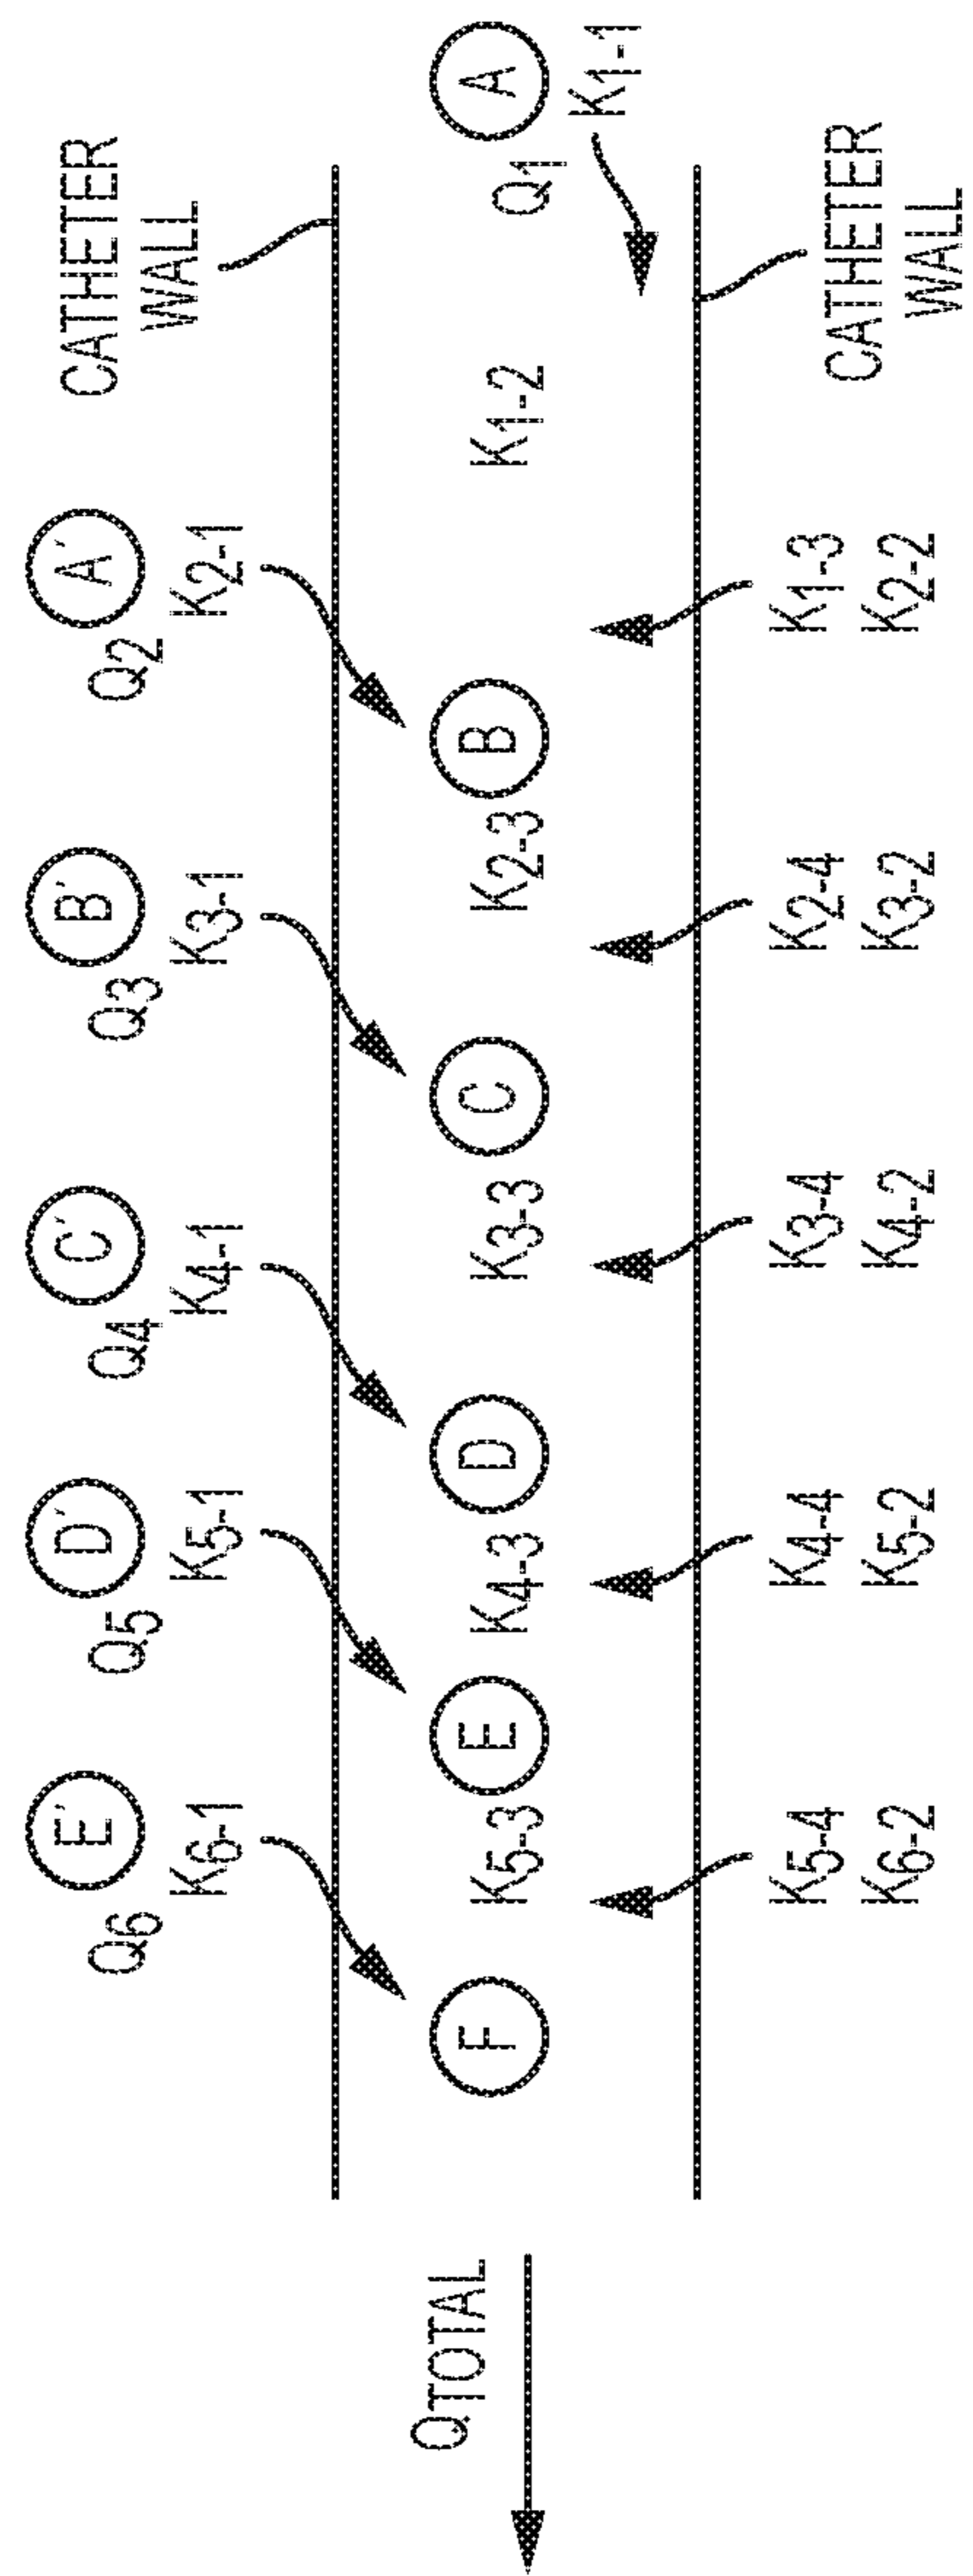 E′ D′ C′ B′ A′ CATHETER
Q6 Q5 Q4 Q3 Q2 WALL
K6-1 K5-1 K4-1 K3-1 K2-1
QTOTAL
F K5-3 E K4-3 D K3-3 C K2-3 B K1-2 Q1 A
K1-1
K5-4 K4-4 K3-4 K2-4 K1-3 CATHETER
K6-2 K5-2 K4-2 K3-2 K2-2 WALL